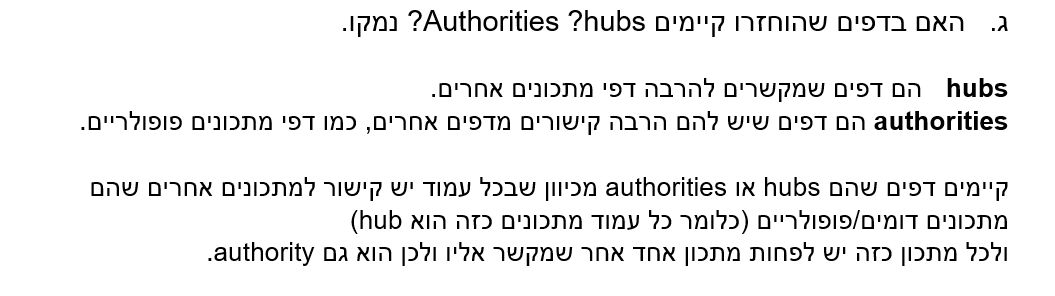 ג. האם בדפים שהוחזרו קיימים hubs? Authorities? נמקו.
hubs הם דפים שמקשרים להרבה דפי מתכונים אחרים.
authorities הם דפים שיש להם הרבה קישורים מדפים אחרים, כמו דפי מתכונים פופולריים.
קיימים דפים שהם hubs או authorities מכיוון שבכל עמוד יש קישור למתכונים אחרים שהם
מתכונים דומים/פופולריים (כלומר כל עמוד מתכונים כזה הוא hub)
ולכל מתכון כזה יש לפחות מתכון אחד אחר שמקשר אליו ולכן הוא גם authority.